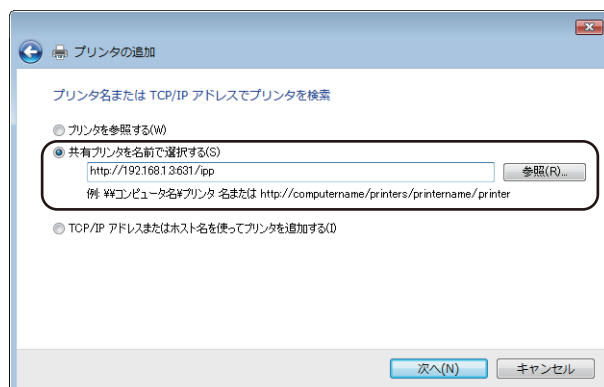 プリンタの追加
プリンタ名または TCP/IP アドレスでプリンタを検索
プリンタを参照する(W)
共有プリンタを名前で選択する(S)
http://192.168.1.3:631/ipp 参照(R)...
例: ¥¥コンピュータ名¥プリンタ 名または http://computername/printers/printername/printer
TCP/IP アドレスまたはホスト名を使ってプリンタを追加する(I)
次へ(N) キャンセル